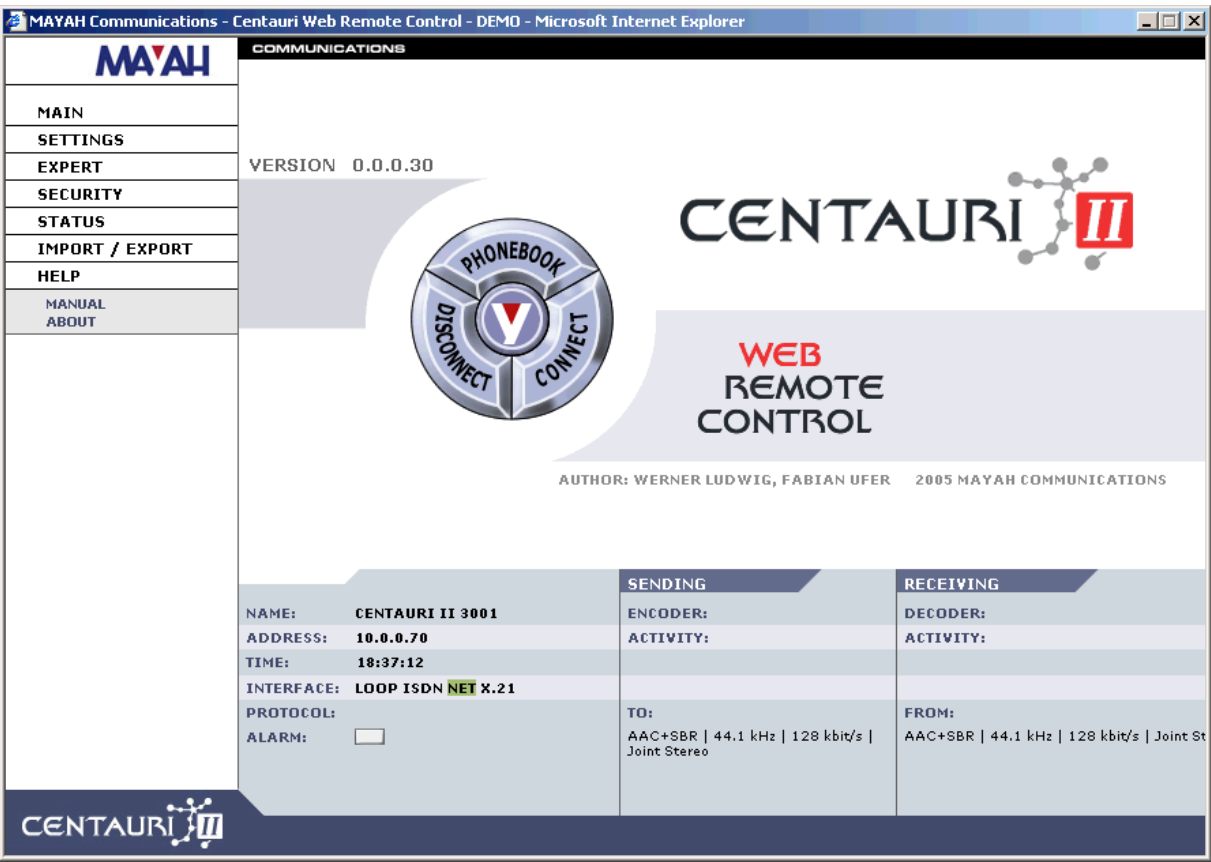 MAYAH Communications - Centauri Web Remote Control - DEMO - Microsoft Internet Explorer
MAYAH
COMMUNICATIONS
MAIN
SETTINGS
EXPERT
SECURITY
STATUS
IMPORT / EXPORT
HELP
MANUAL
ABOUT
VERSION 0.0.0.30
CENTAURI II
PHONEBOOK
DISCONNECT
CONNECT
y
WEB
REMOTE
CONTROL
AUTHOR: WERNER LUDWIG, FABIAN UFER 2005 MAYAH COMMUNICATIONS
NAME: CENTAURI II 3001
ADDRESS: 10.0.0.70
TIME: 18:37:12
INTERFACE: LOOP ISDN NET X.21
PROTOCOL:
ALARM:
SENDING
ENCODER:
ACTIVITY:
TO:
AAC+SBR | 44.1 kHz | 128 kbit/s |
Joint Stereo
RECEIVING
DECODER:
ACTIVITY:
FROM:
AAC+SBR | 44.1 kHz | 128 kbit/s | Joint St
CENTAURI II